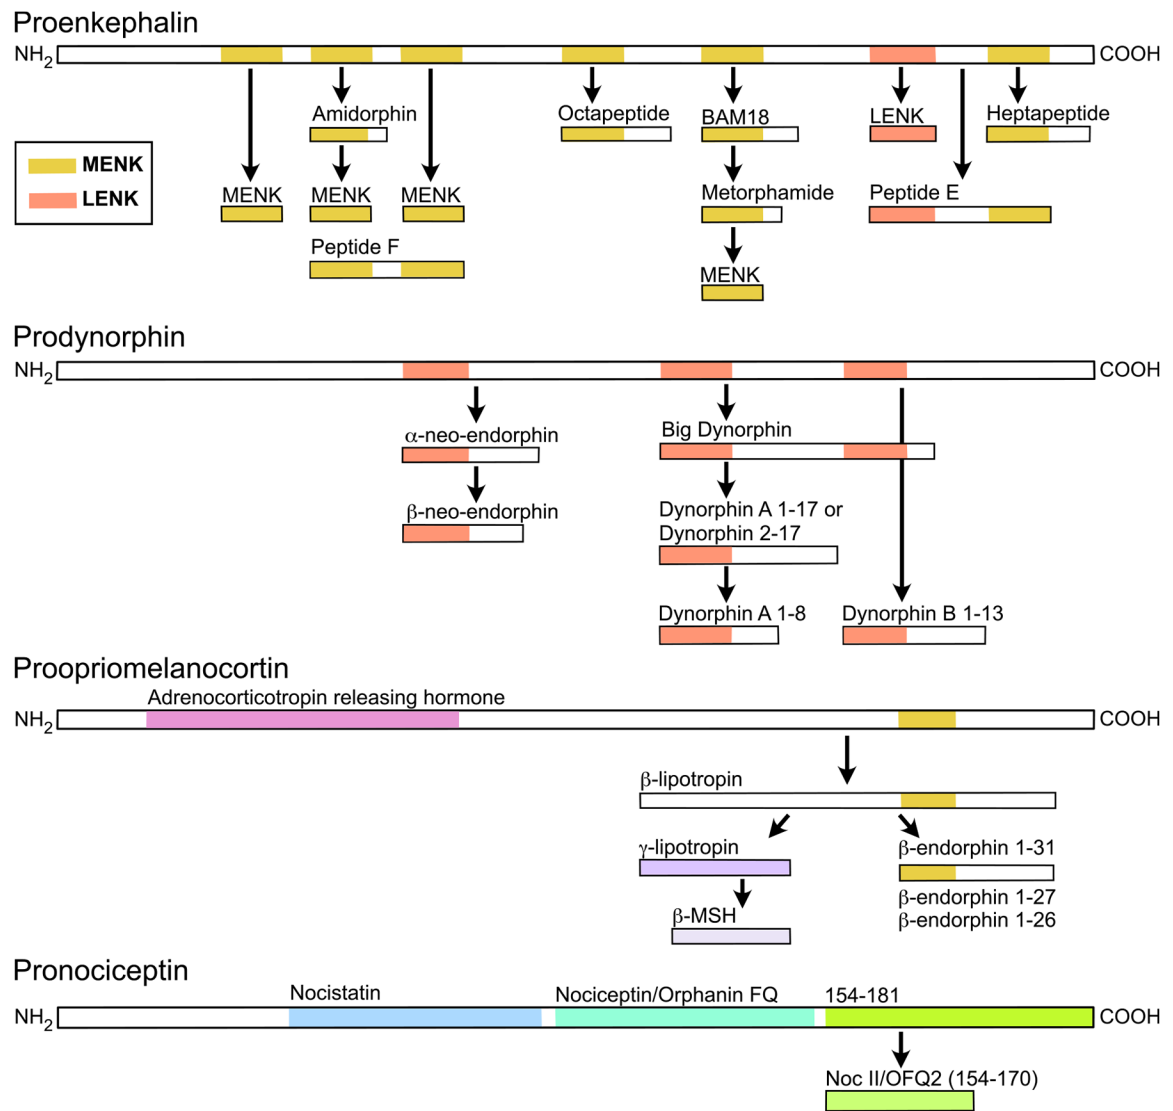 Proenkephalin
NH2 COOH
Amidorphin Octapeptide BAM18 LENK Heptapeptide
MENK
LENK
MENK MENK MENK Metorphamide Peptide E
Peptide F
MENK
Prodynorphin
NH2 COOH
α-neo-endorphin Big Dynorphin
β-neo-endorphin Dynorphin A 1-17 or
Dynorphin 2-17
Dynorphin A 1-8 Dynorphin B 1-13
Proopriomelanocortin
Adrenocorticotropin releasing hormone
NH2 COOH
β-lipotropin
γ-lipotropin β-endorphin 1-31
β-endorphin 1-27
β-MSH β-endorphin 1-26
Pronociceptin
Nocistatin Nociceptin/Orphanin FQ 154-181
NH2 COOH
Noc II/OFQ2 (154-170)